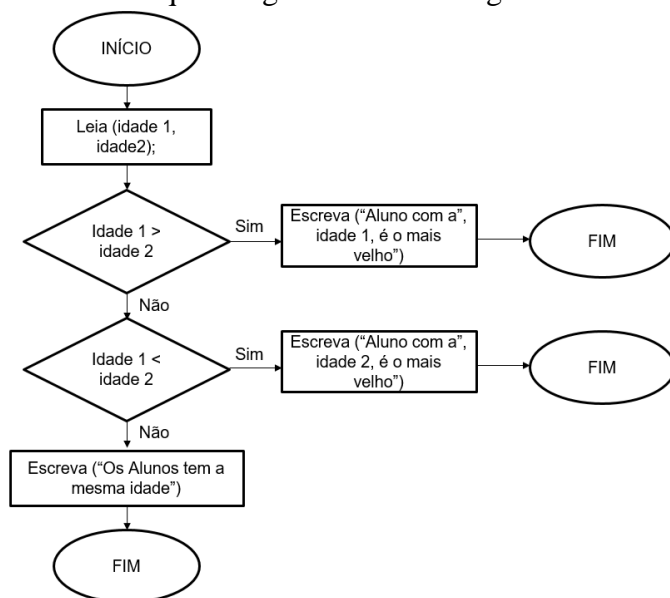 INÍCIO
Leia (idade 1,
idade2);
Idade 1 >
idade 2
Sim
Escreva (“Aluno com a”,
idade 1, é o mais
velho”)
FIM
Não
Idade 1 <
idade 2
Sim
Escreva (“Aluno com a”,
idade 2, é o mais
velho”)
FIM
Não
Escreva (“Os Alunos tem a
mesma idade”)
FIM